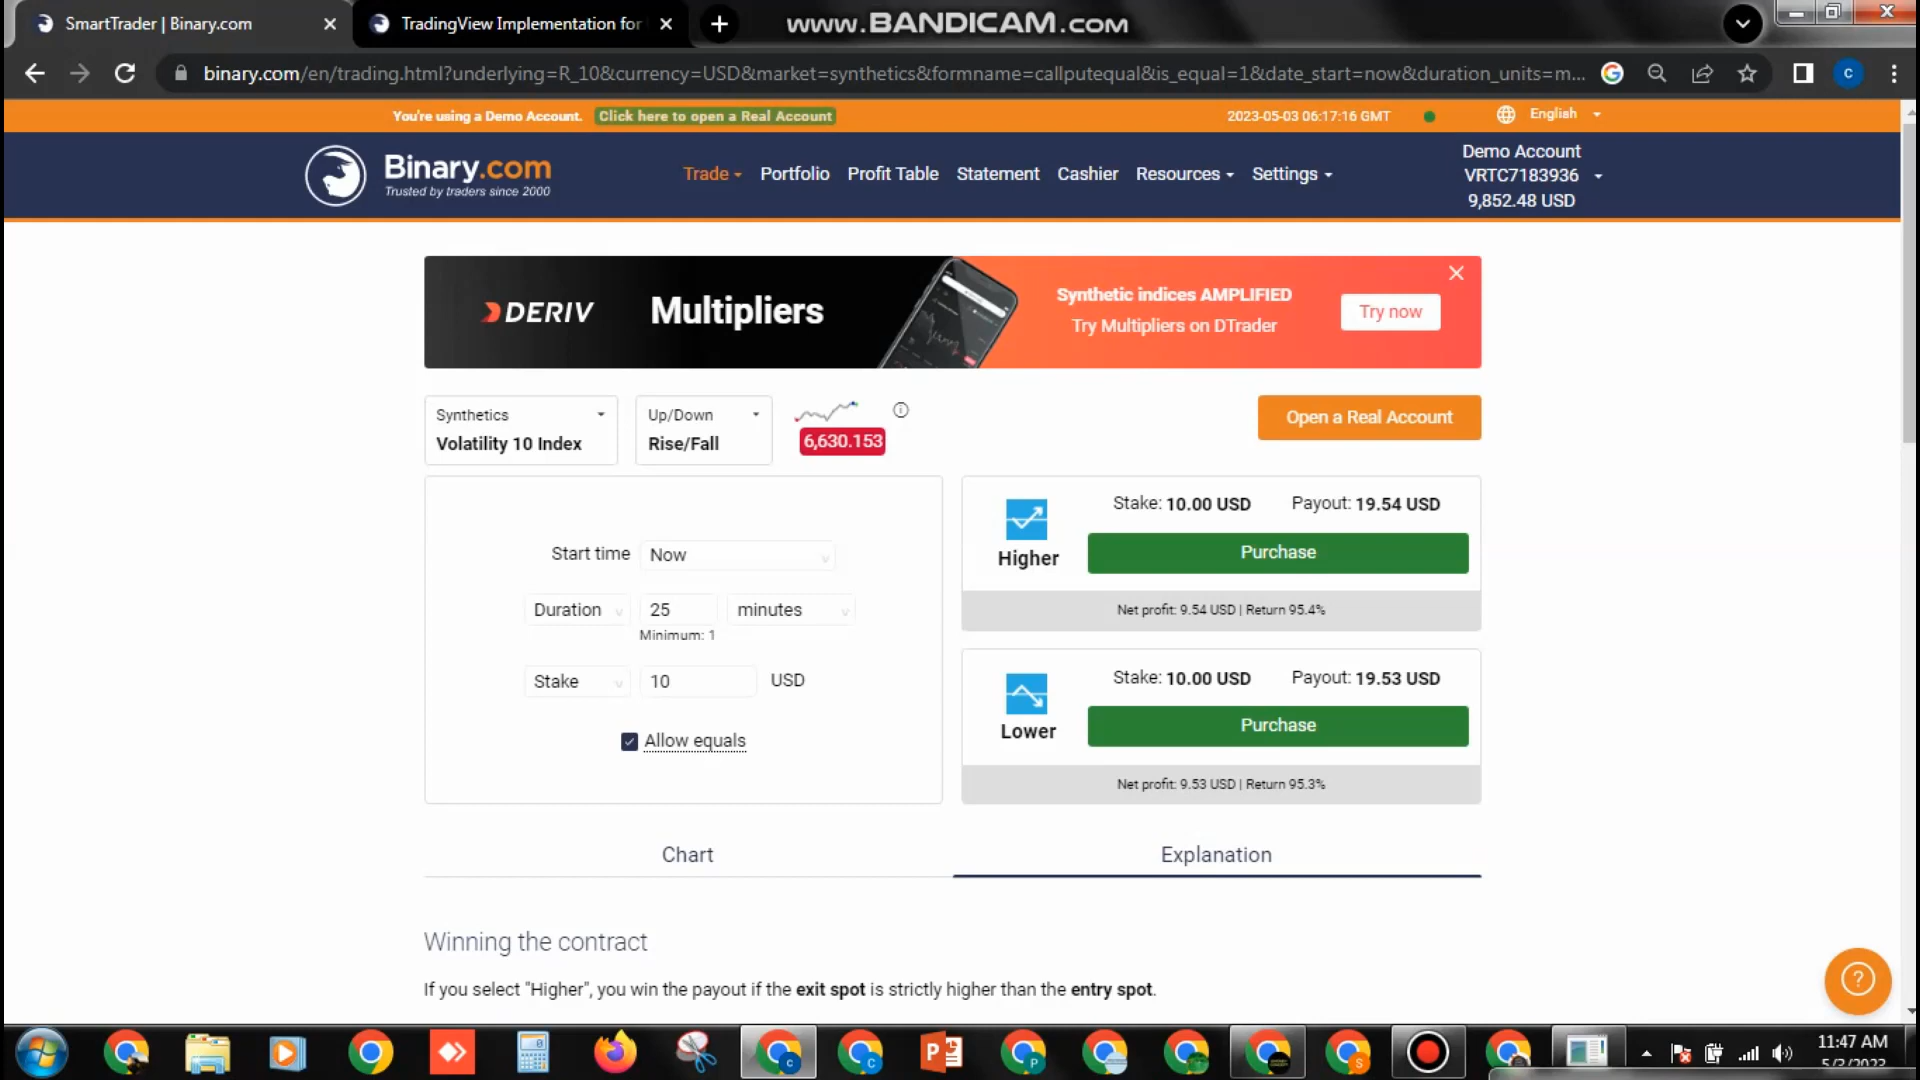 SmartTrader | Binary.com
TradingView Implementation for
www.BANDICAM.com
binary.com/en/trading.html?underlying=R_10&currency=USD&market=synthetics&formname=callputequal&is_equal=1&date_start=now&duration_units=m...
C
You're using a Demo Account. Click here to open a Real Account
2023-05-03 06:17:16 GMT
English
Binary.com
Trusted by traders since 2000
Trade Portfolio Profit Table Statement Cashier Resources Settings
Demo Account
VRTC7183936
9,852.48 USD
DERIV
Multipliers
Synthetic indices AMPLIFIED
Try Multipliers on DTrader
Try now
Synthetics
Volatility 10 Index
Up/Down
Rise/Fall
6,630.153
Open a Real Account
Start time Now
Duration 25 minutes
Minimum: 1
Stake 10 USD
Allow equals
Higher
Stake: 10.00 USD Payout: 19.54 USD
Purchase
Net profit: 9.54 USD | Return 95.4%
Lower
Stake: 10.00 USD Payout: 19.53 USD
Purchase
Net profit: 9.53 USD | Return 95.3%
Chart
Explanation
Winning the contract
If you select "Higher", you win the payout if the exit spot is strictly higher than the entry spot.
11:47 AM